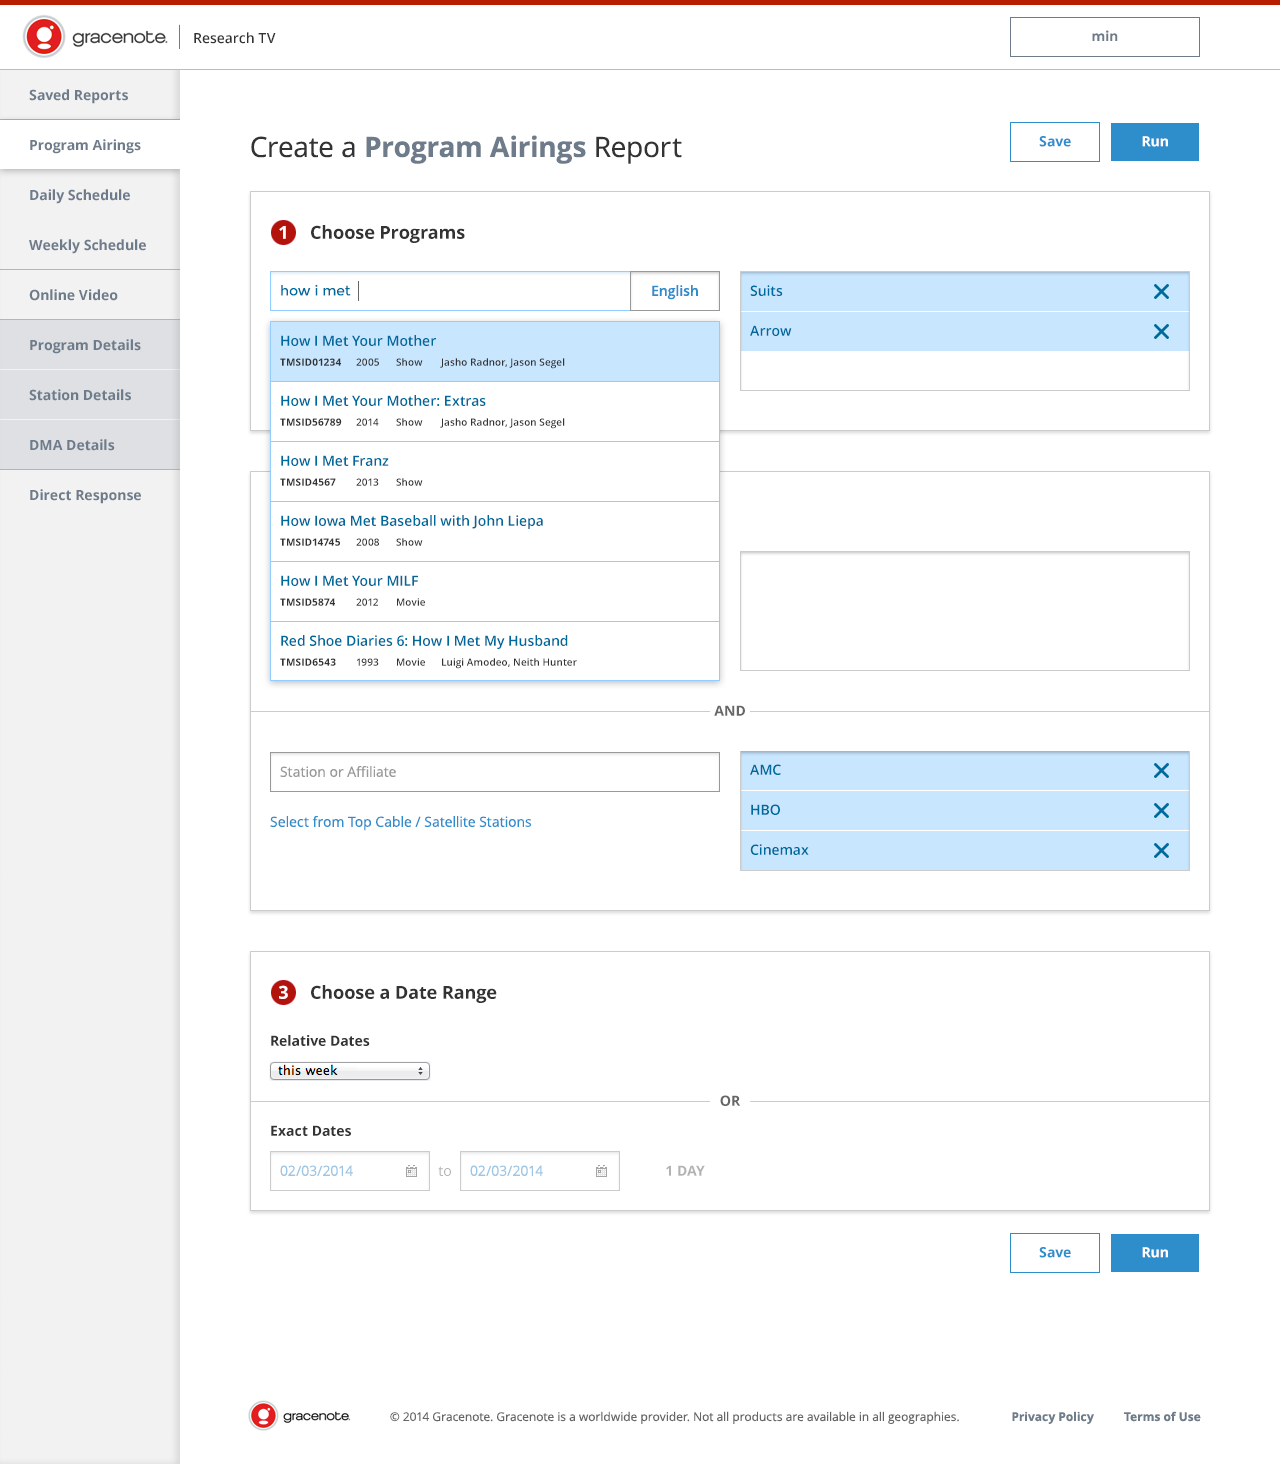 gracenote. Research TV min
Saved Reports
Program Airings
Daily Schedule
Weekly Schedule
Online Video
Program Details
Station Details
DMA Details
Direct Response
Create a Program Airings Report Save Run
1 Choose Programs
how i met English
How I Met Your Mother
TMSID01234 2005 Show Jasho Radnor, Jason Segel
How I Met Your Mother: Extras
TMSID56789 2014 Show Jasho Radnor, Jason Segel
How I Met Franz
TMSID4567 2013 Show
How Iowa Met Baseball with John Liepa
TMSID14745 2008 Show
How I Met Your MILF
TMSID5874 2012 Movie
Red Shoe Diaries 6: How I Met My Husband
TMSID6543 1993 Movie Luigi Amodeo, Neith Hunter
Suits
Arrow
AND
Station or Affiliate
Select from Top Cable / Satellite Stations
AMC
HBO
Cinemax
3 Choose a Date Range
Relative Dates
this week
OR
Exact Dates
02/03/2014 to 02/03/2014 1 DAY
Save Run
gracenote. © 2014 Gracenote. Gracenote is a worldwide provider. Not all products are available in all geographies. Privacy Policy Terms of Use